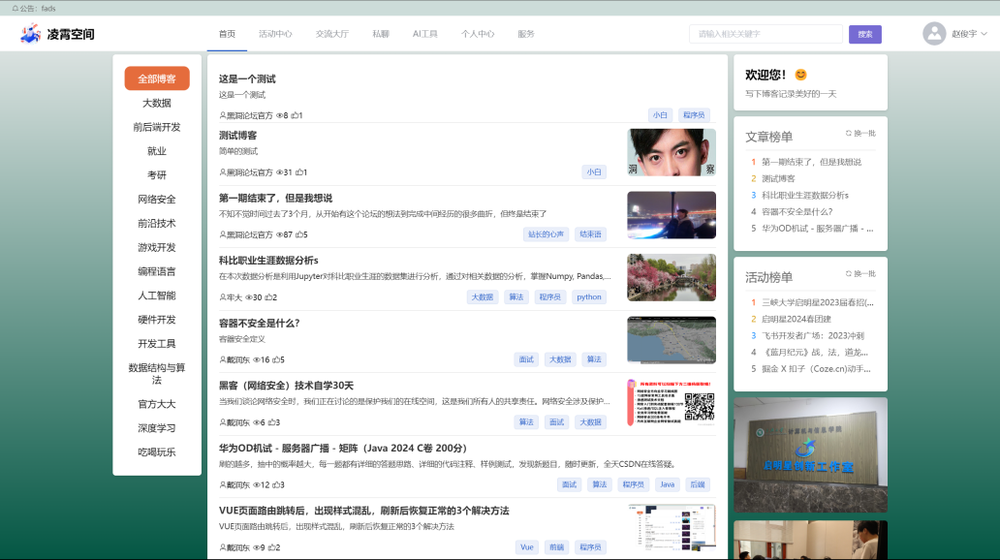 公告: fads
凌霄空间
首页 活动中心 交流大厅 私聊 AI工具 个人中心 服务
请输入相关关键字
搜索
赵俊宇
全部博客
大数据
前后端开发
就业
考研
网络安全
前沿技术
游戏开发
编程语言
人工智能
硬件开发
开发工具
数据结构与算
法
官方大大
深度学习
吃喝玩乐
这是一个测试
这是一个测试
黑洞论坛官方 8 1
小白 程序员
测试博客
简单的测试
黑洞论坛官方 31 1
小白
洞 察
第一期结束了，但是我想说
不知不觉时间过去了3个月，从开始有这个论坛的想法到完成中间经历的很多曲折，但终是结束了
黑洞论坛官方 87 5
站长的心声 结束语
科比职业生涯数据分析s
在本次数据分析是利用Jupyter对科比职业生涯的数据集进行分析，通过对相关数据的分析，掌握Numpy, Pandas,...
牢大 30 2
大数据 算法 程序员 python
容器不安全是什么？
容器安全定义
戴润东 16 5
面试 大数据 算法
黑客（网络安全）技术自学30天
当我们谈论网络安全时，我们正在讨论的是保护我们的在线空间，这是我们所有人的共享责任。网络安全涉及保护...
戴润东 6 3
算法 面试 大数据
华为OD机试 - 服务器广播 - 矩阵（Java 2024 C卷 200分）
刷的越多，抽中的概率越大，每一题都有详细的答题思路、详细的代码注释、样例测试，发现新题目，随时更新，全天CSDN在线答疑。
戴润东 12 3
面试 算法 程序员 Java 后端
VUE页面路由跳转后，出现样式混乱，刷新后恢复正常的3个解决方法
VUE页面路由跳转后，出现样式混乱，刷新后恢复正常的3个解决方法
戴润东 9 2
Vue 前端 程序员
欢迎您！
写下博客记录美好的一天
文章榜单
换一批
1 第一期结束了，但是我想说
2 测试博客
3 科比职业生涯数据分析s
4 容器不安全是什么？
5 华为OD机试 - 服务器广播 - ...
活动榜单
换一批
1 三峡大学启明星2023届春招(...
2 启明星2024春团建
3 飞书开发者广场：2023冲刺
4 《蓝月纪元》战，法，道龙...
5 掘金 X 扣子（Coze.cn)动手...
计算机与信息学院
启明星创新工作室